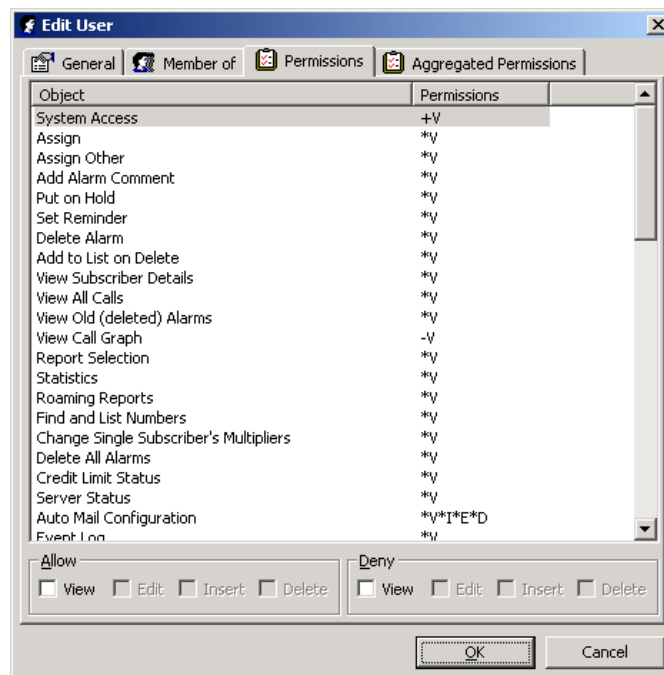 Edit User
General Member of Permissions Aggregated Permissions
Object Permissions
System Access +V
Assign *V
Assign Other *V
Add Alarm Comment *V
Put on Hold *V
Set Reminder *V
Delete Alarm *V
Add to List on Delete *V
View Subscriber Details *V
View All Calls *V
View Old (deleted) Alarms *V
View Call Graph -V
Report Selection *V
Statistics *V
Roaming Reports *V
Find and List Numbers *V
Change Single Subscriber's Multipliers *V
Delete All Alarms *V
Credit Limit Status *V
Server Status *V
Auto Mail Configuration *V*I*E*D
Event Log *V
Allow Deny
View Edit Insert Delete View Edit Insert Delete
OK Cancel